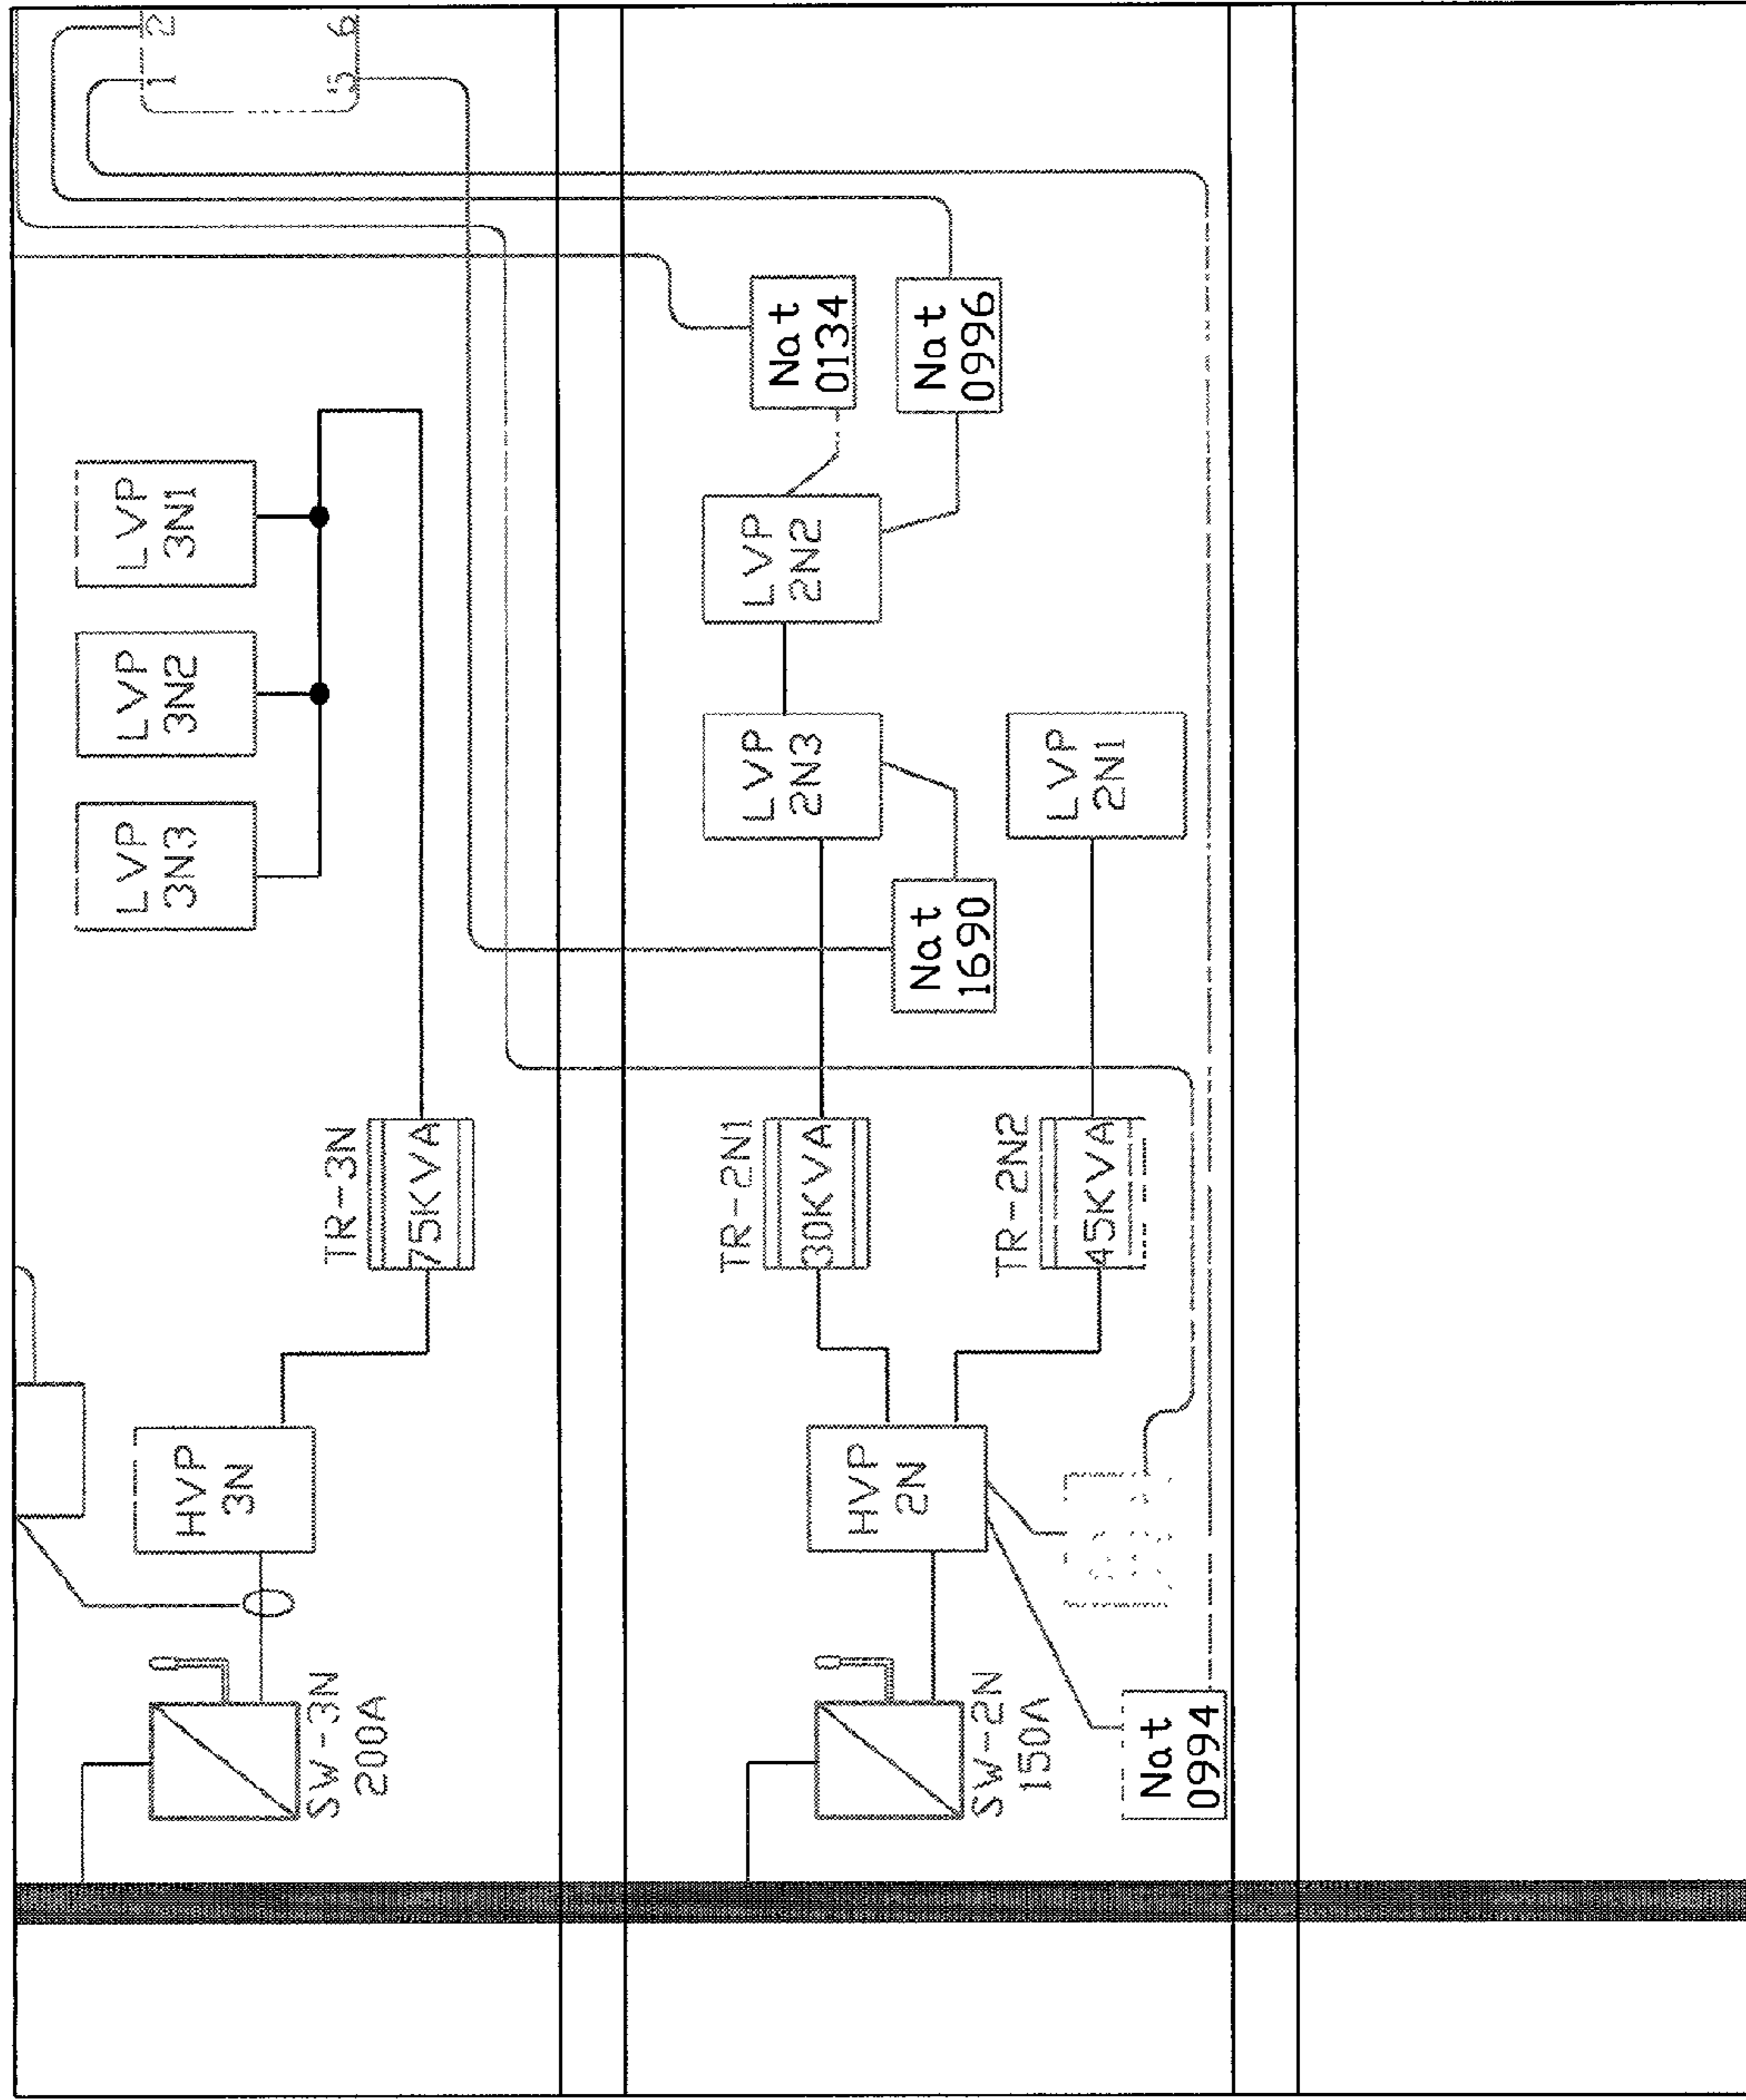 2
6
1
5
LVP
3N1
LVP
3N2
LVP
3N3
TR-3N
75KVA
HVP
3N
SW-3N
200A
Nat
0134
Nat
0996
LVP
2N2
LVP
2N3
LVP
2N1
Nat
1690
TR-2N1
30KVA
TR-2N2
45KVA
HVP
2N
SW-2N
150A
Nat
0994